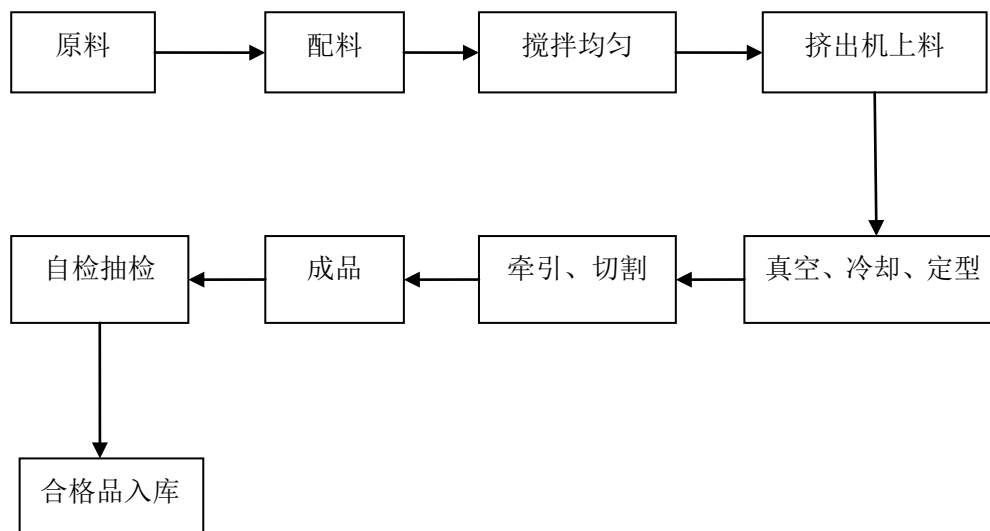 原料
配料
搅拌均匀
挤出机上料
真空、冷却、定型
牵引、切割
成品
自检抽检
合格品入库